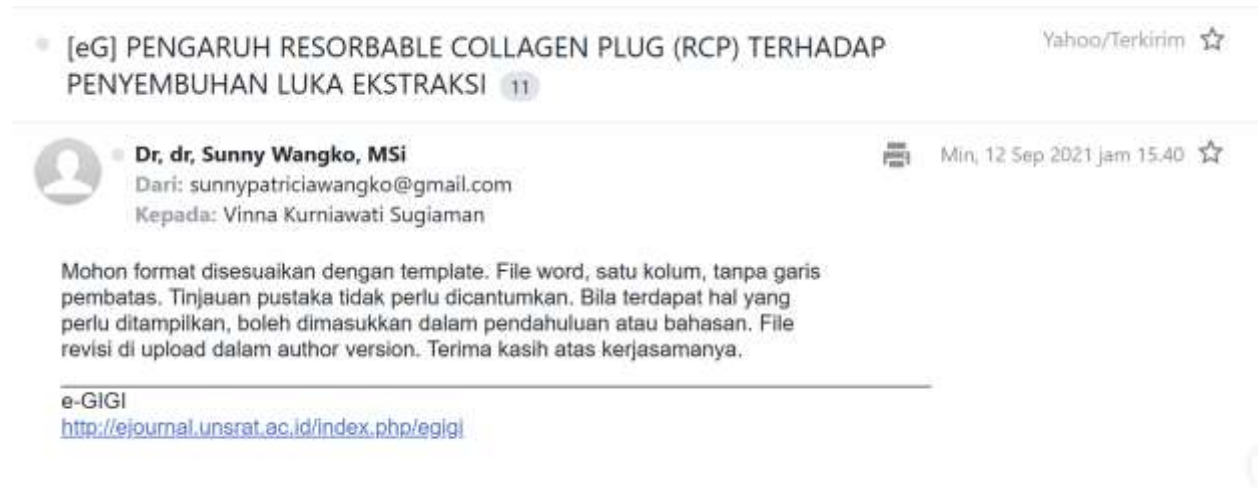 [eG] PENGARUH RESORBABLE COLLAGEN PLUG (RCP) TERHADAP
PENYEMBUHAN LUKA EKSTRAKSI 11
Yahoo/Terkirim
Dr, dr, Sunny Wangko, MSi
Min, 12 Sep 2021 jam 15.40
Dari: sunnypatriciawangko@gmail.com
Kepada: Vinna Kurniawati Sugiaman
Mohon format disesuaikan dengan template. File word, satu kolum, tanpa garis
pembatas. Tinjauan pustaka tidak perlu dicantumkan. Bila terdapat hal yang
perlu ditampilkan, boleh dimasukkan dalam pendahuluan atau bahasan. File
revisi di upload dalam author version. Terima kasih atas kerjasamanya.
e-GIGI
http://ejournal.unsrat.ac.id/index.php/egigi